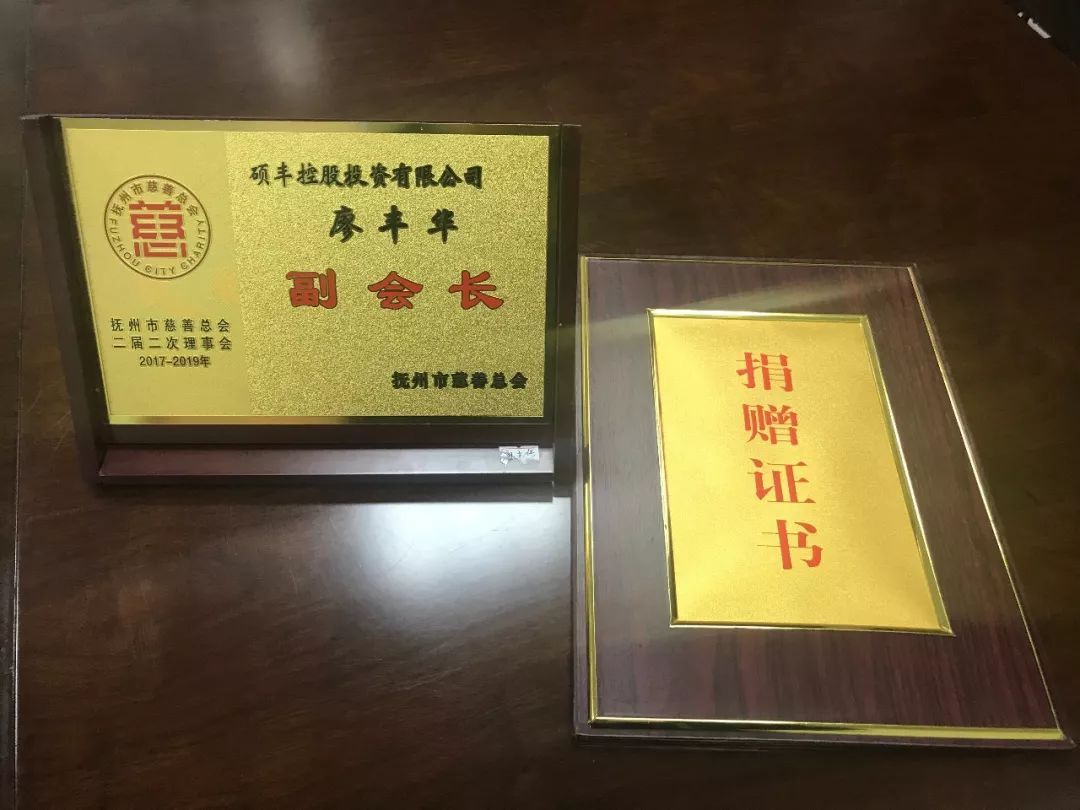 抚州市慈善总会
慈
FUZHOU CITY CHARITY
抚州市慈善总会
二届二次理事会
2017-2019年
硕丰控股投资有限公司
廖丰华
副会长
抚州市慈善总会
捐赠证书